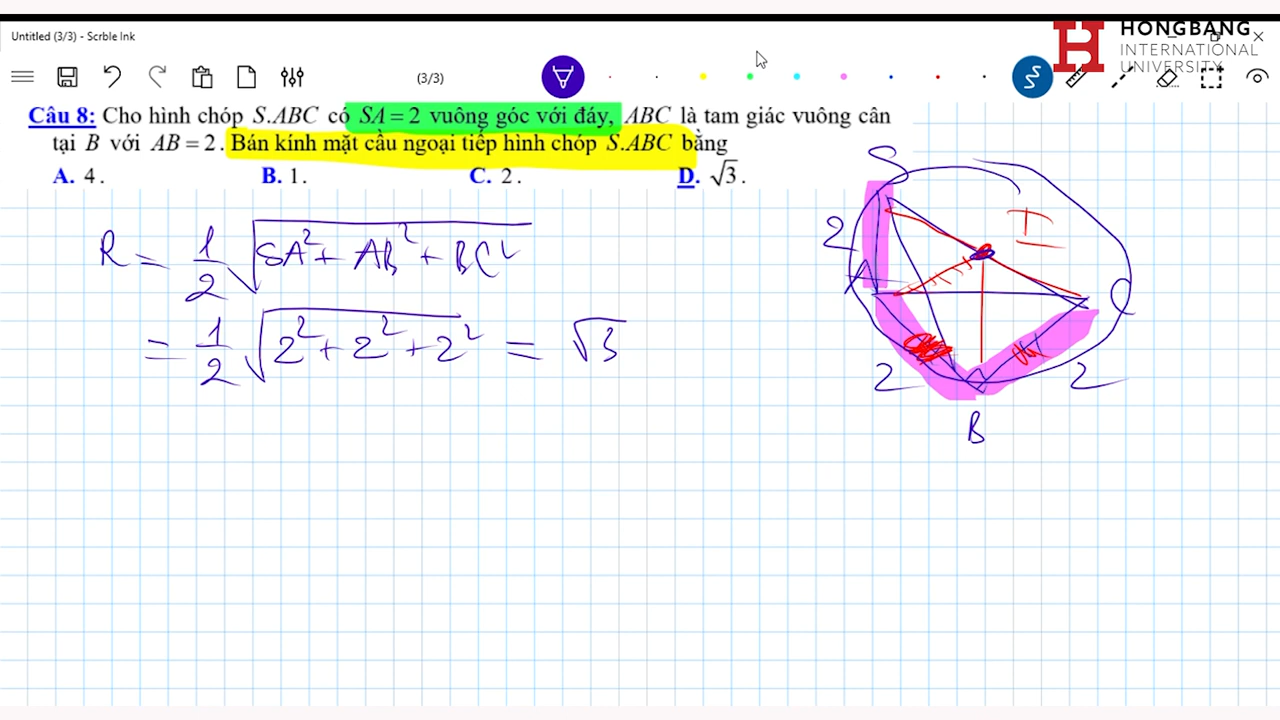 Untitled (3/3) - Scrble Ink
HONGBANG
INTERNATIONAL
UNIVERSITY
(3/3)
Câu 8: Cho hình chóp S.ABC có SA = 2 vuông góc với đáy, ABC là tam giác vuông cân
tại B với AB = 2. Bán kính mặt cầu ngoại tiếp hình chóp S.ABC bằng
A. 4. B. 1. C. 2. D. √3.
R = 1/2 √(SA² + AB² + BC²)
= 1/2 √(2² + 2² + 2²) = √3
S
I
2
A
C
2
2
B